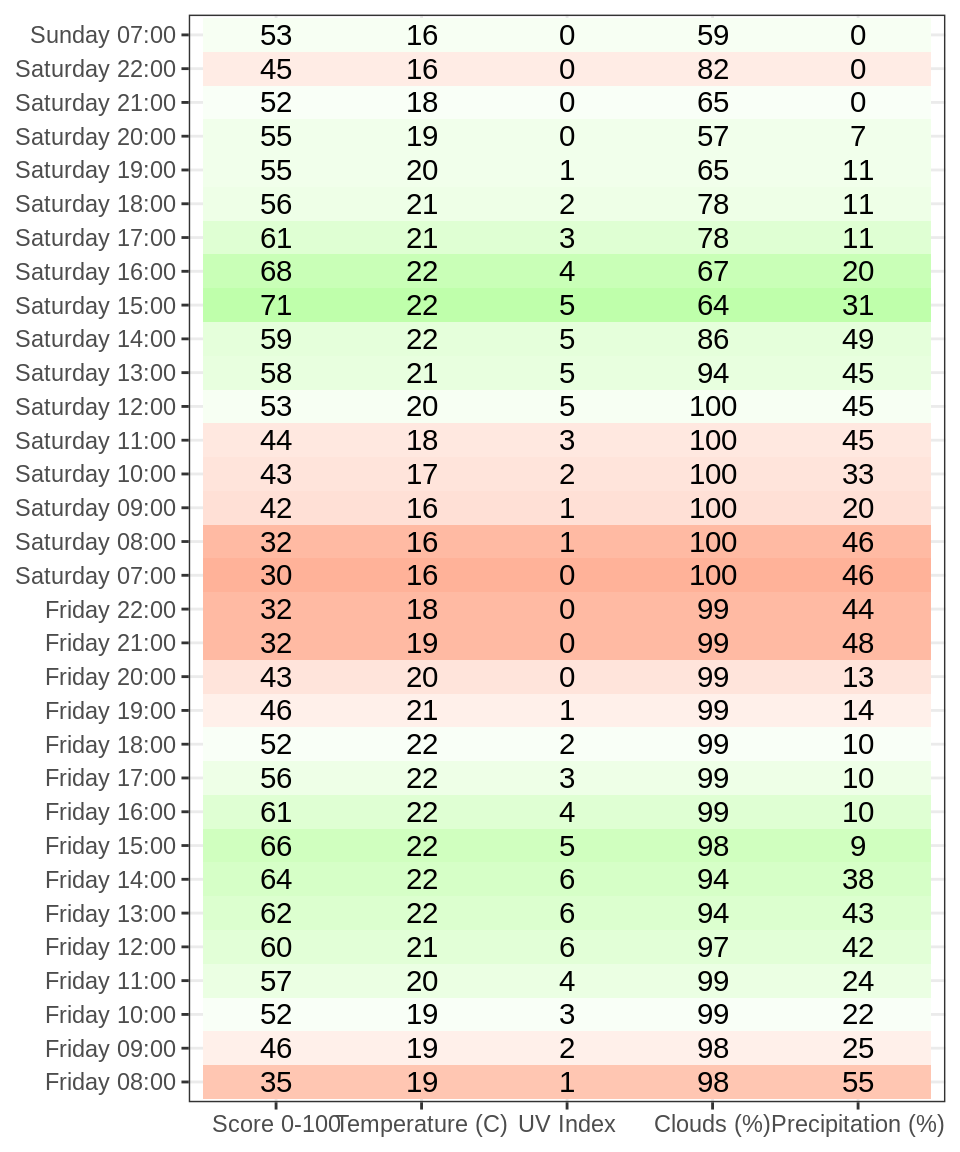 Sunday 07:00 53 16 0 59 0
Saturday 22:00 45 16 0 82 0
Saturday 21:00 52 18 0 65 0
Saturday 20:00 55 19 0 57 7
Saturday 19:00 55 20 1 65 11
Saturday 18:00 56 21 2 78 11
Saturday 17:00 61 21 3 78 11
Saturday 16:00 68 22 4 67 20
Saturday 15:00 71 22 5 64 31
Saturday 14:00 59 22 5 86 49
Saturday 13:00 58 21 5 94 45
Saturday 12:00 53 20 5 100 45
Saturday 11:00 44 18 3 100 45
Saturday 10:00 43 17 2 100 33
Saturday 09:00 42 16 1 100 20
Saturday 08:00 32 16 1 100 46
Saturday 07:00 30 16 0 100 46
Friday 22:00 32 18 0 99 44
Friday 21:00 32 19 0 99 48
Friday 20:00 43 20 0 99 13
Friday 19:00 46 21 1 99 14
Friday 18:00 52 22 2 99 10
Friday 17:00 56 22 3 99 10
Friday 16:00 61 22 4 99 10
Friday 15:00 66 22 5 98 9
Friday 14:00 64 22 6 94 38
Friday 13:00 62 22 6 94 43
Friday 12:00 60 21 6 97 42
Friday 11:00 57 20 4 99 24
Friday 10:00 52 19 3 99 22
Friday 09:00 46 19 2 98 25
Friday 08:00 35 19 1 98 55
Score 0-100 Temperature (C) UV Index Clouds (%) Precipitation (%)